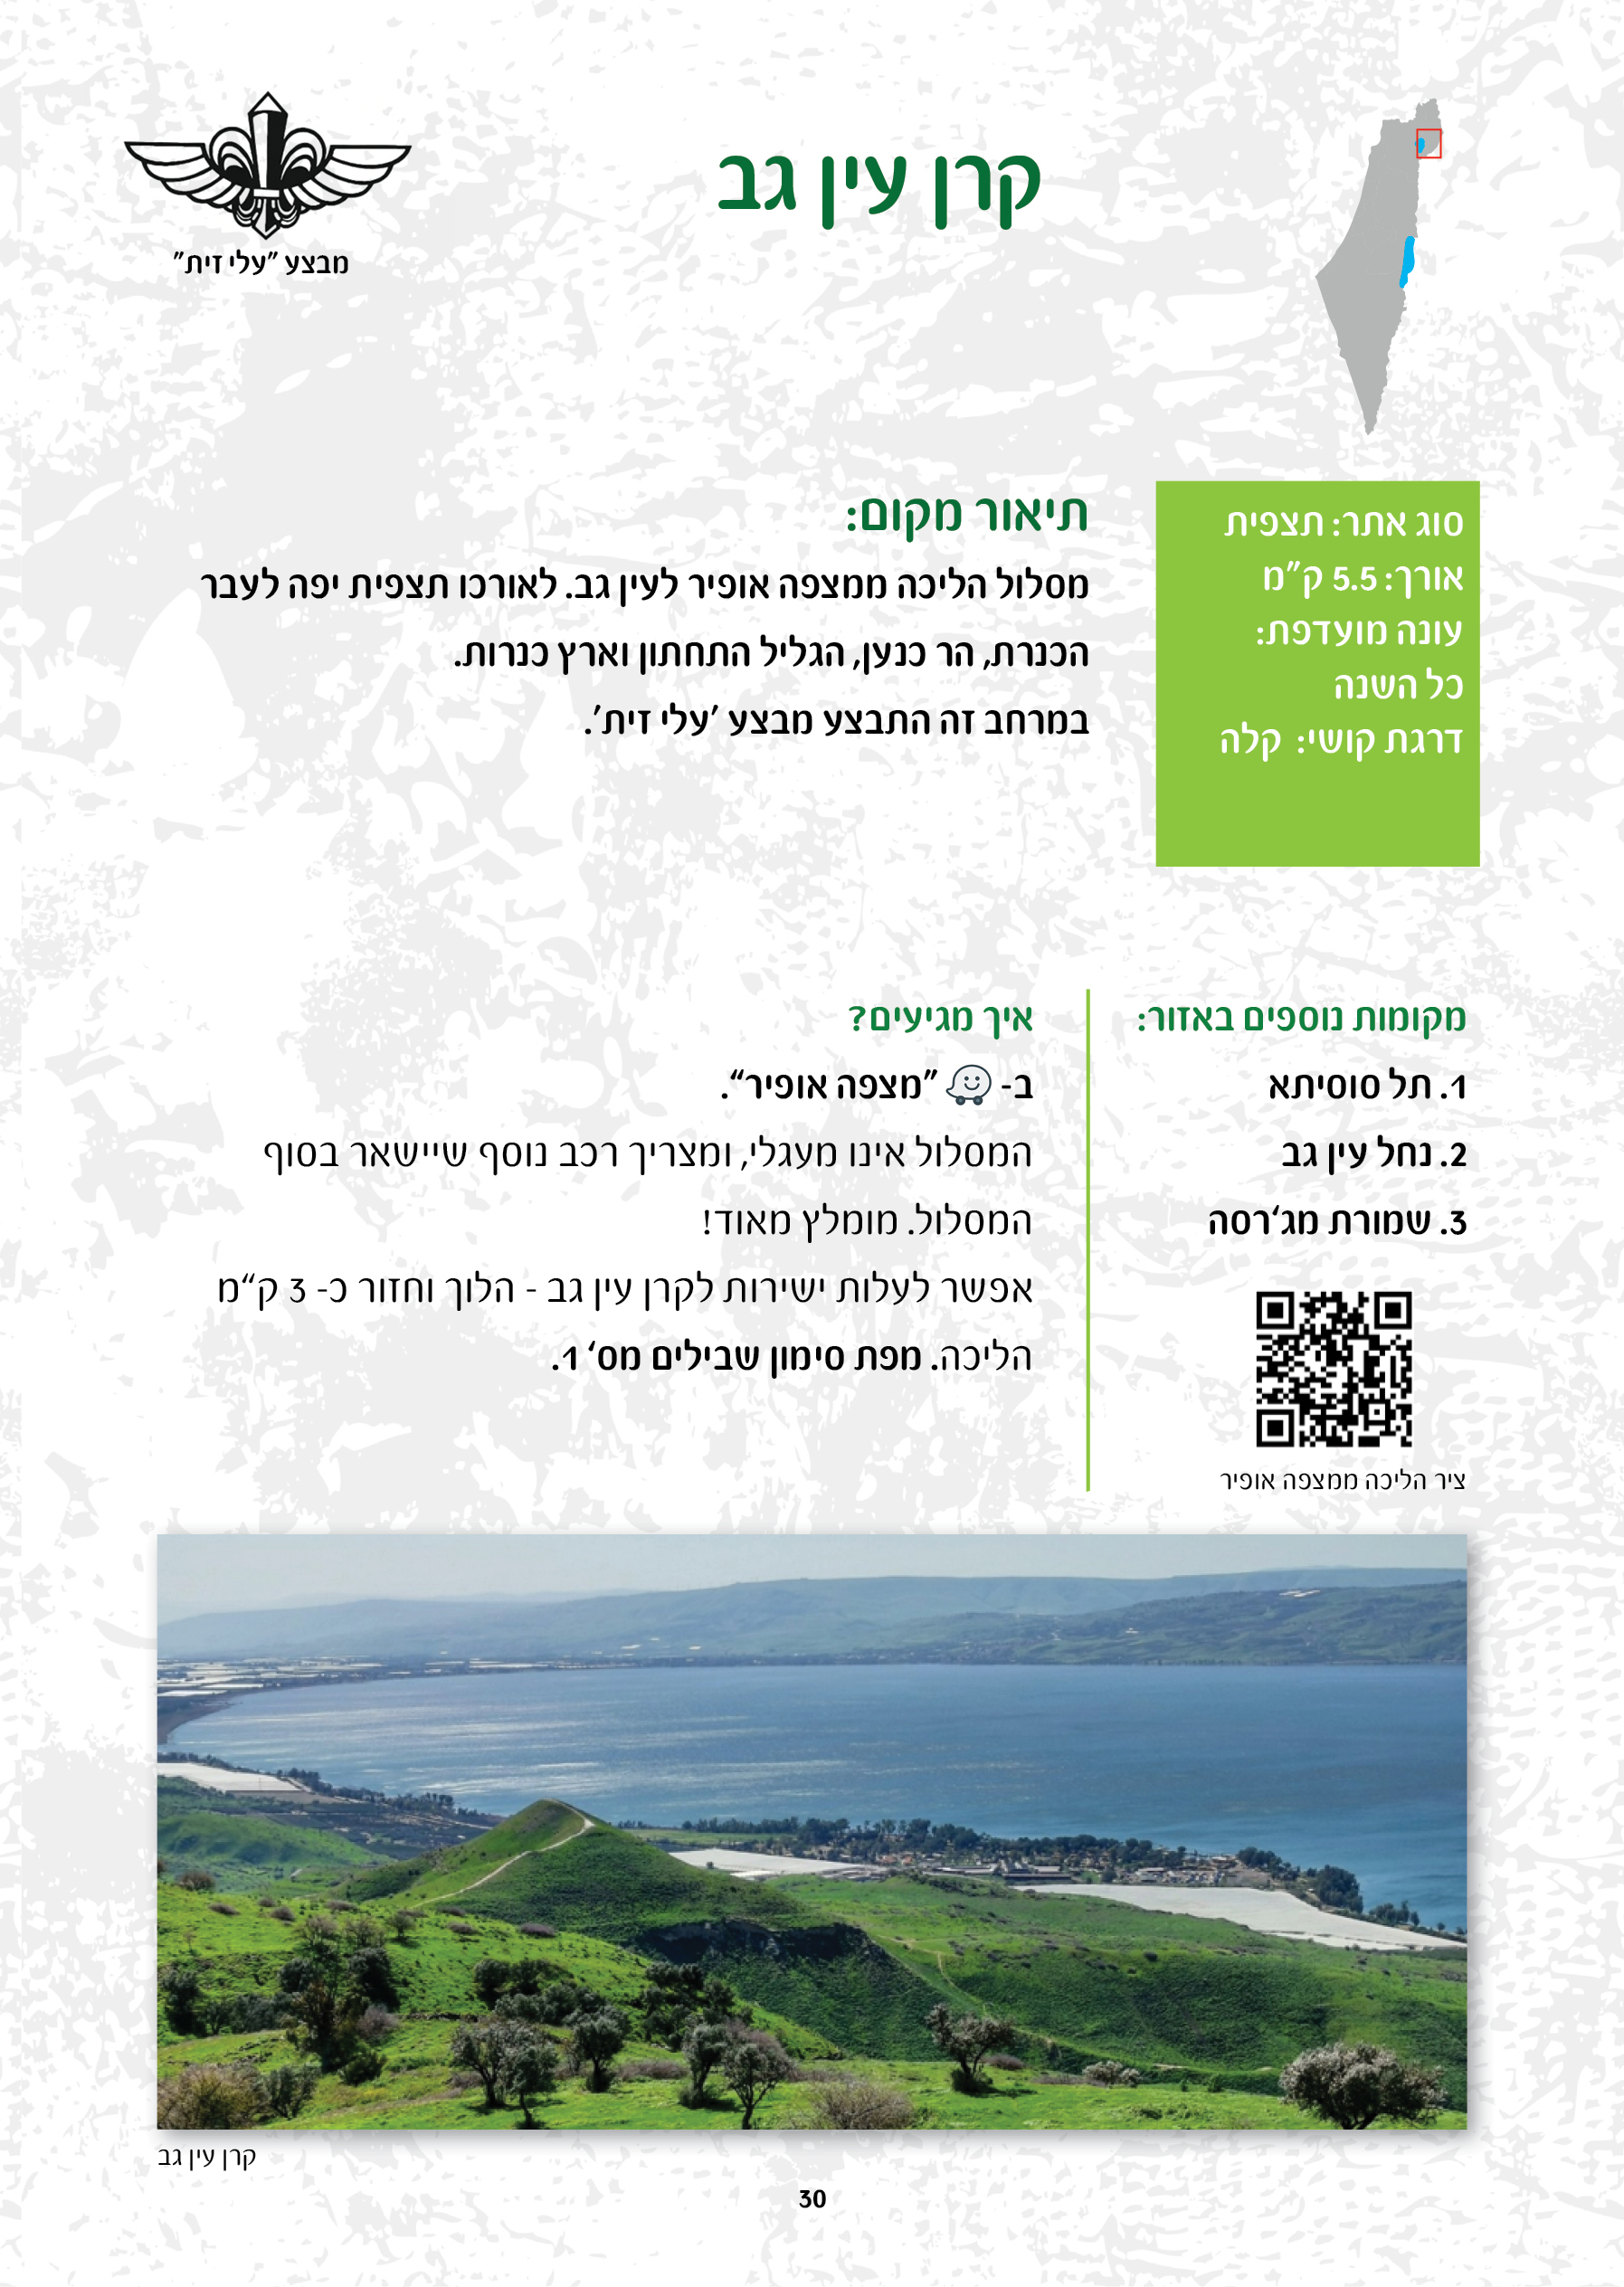 קרן עין גב
מבצע "עלי זית"
סוג אתר: תצפית
אורך: 5.5 ק"מ
עונה מועדפת:
כל השנה
דרגת קושי: קלה
תיאור מקום:
מסלול הליכה ממצפה אופיר לעין גב. לאורכו תצפית יפה לעבר
הכנרת, הר כנען, הגליל התחתון וארץ כנרות.
במרחב זה התבצע מבצע 'עלי זית'.
מקומות נוספים באזור:
1. תל סוסיתא
2. נחל עין גב
3. שמורת מג'רסה
ציר הליכה ממצפה אופיר
איך מגיעים?
ב- "מצפה אופיר".
המסלול אינו מעגלי, ומצריך רכב נוסף שיישאר בסוף
המסלול. מומלץ מאוד!
אפשר לעלות ישירות לקרן עין גב - הלוך וחזור כ- 3 ק"מ
הליכה. מפת סימון שבילים מס' 1.
קרן עין גב
30